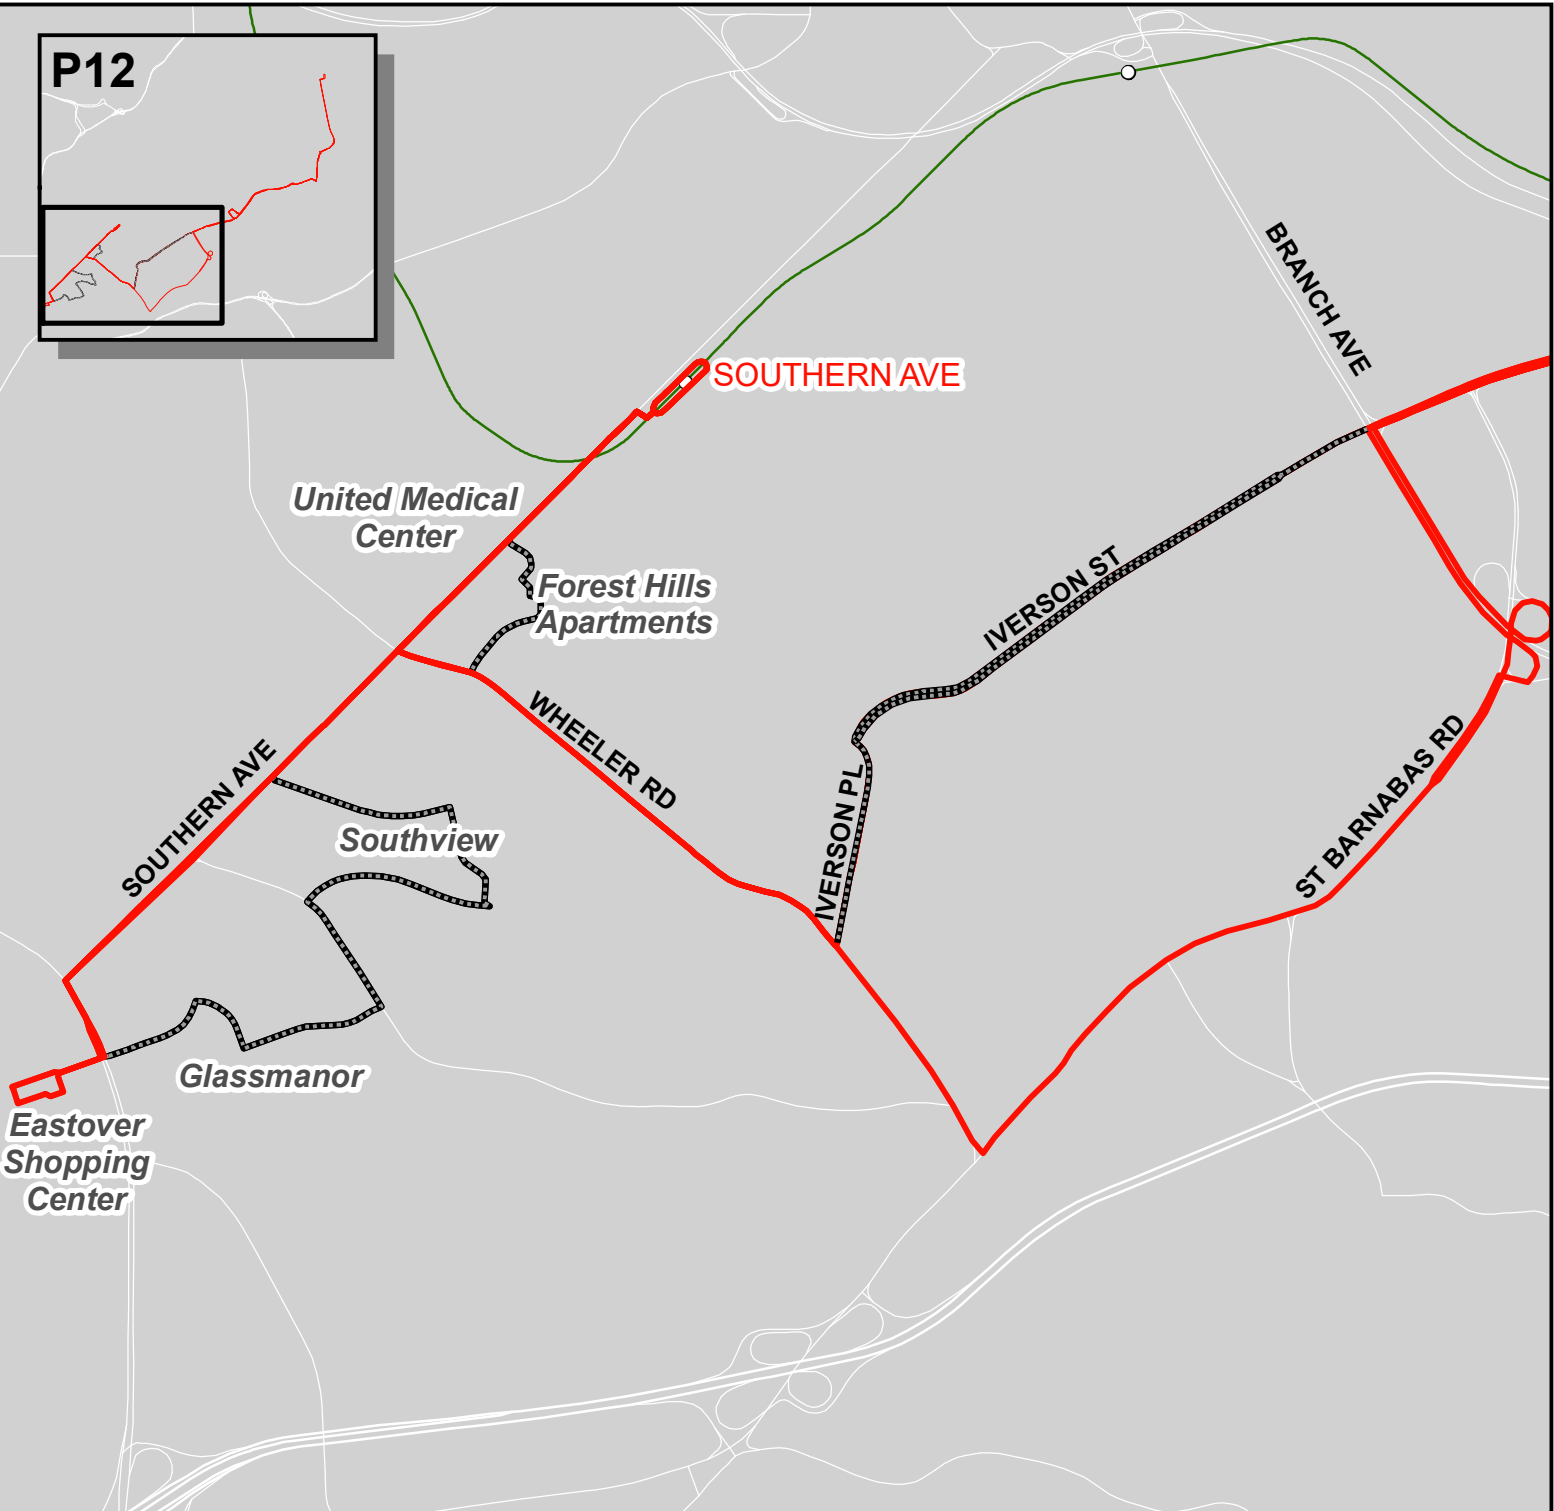 P12
BRANCH AVE
SOUTHERN AVE
United Medical
Center
Forest Hills
Apartments
IVERSON ST
WHEELER RD
SOUTHERN AVE
IVERSON PL
ST BARNABAS RD
Southview
Glassmanor
Eastover
Shopping
Center